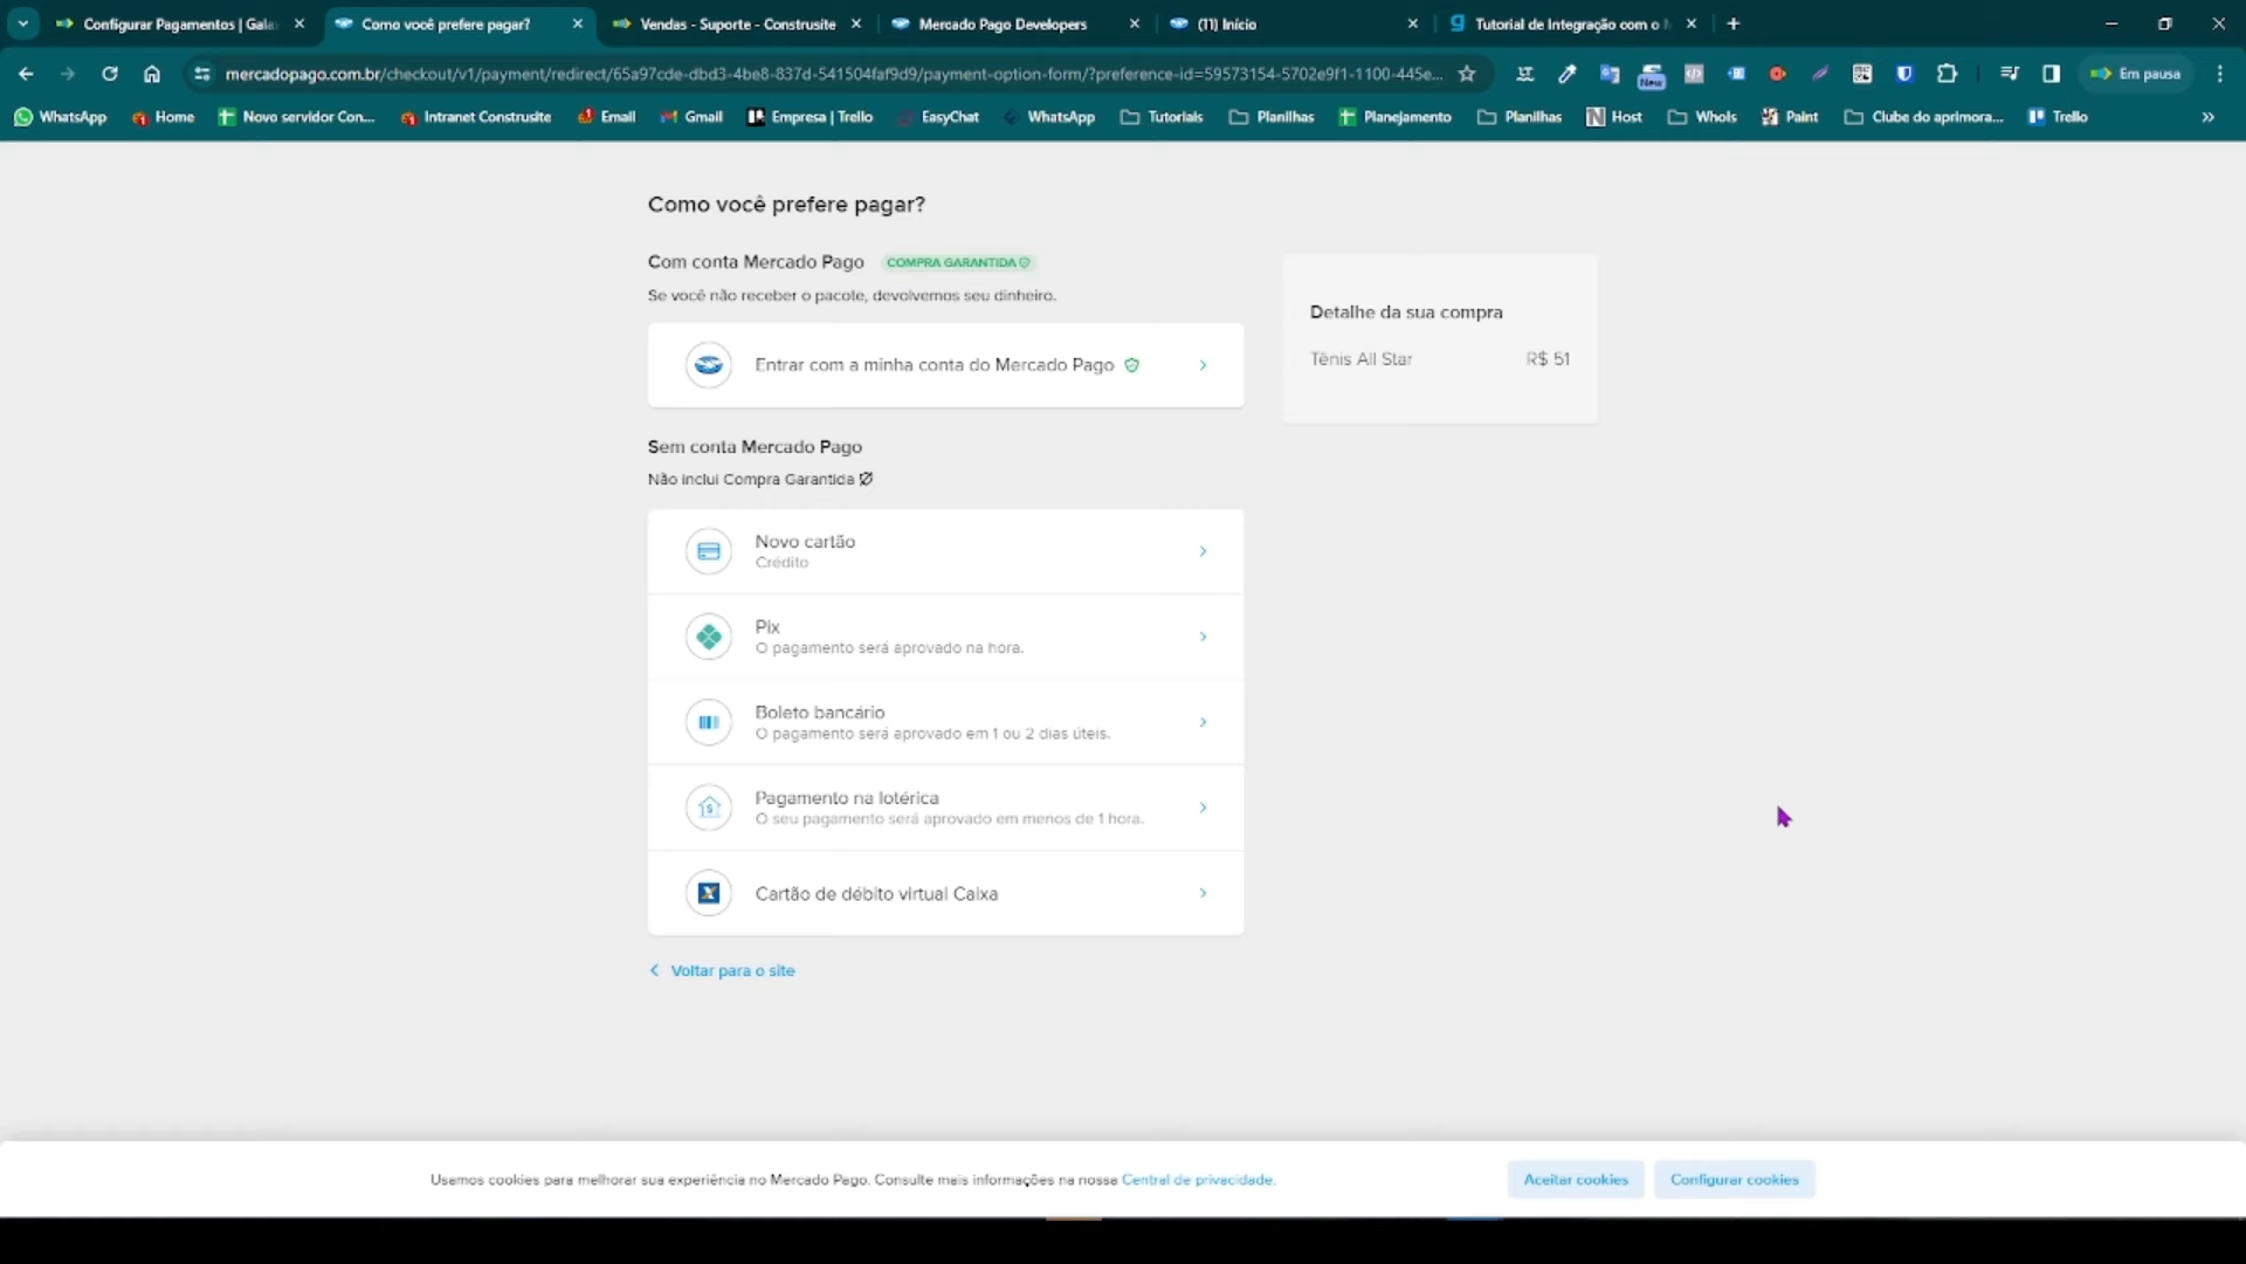 Configurar Pagamentos | Gala
Como você prefere pagar?
Vendas - Suporte - Construsite
Mercado Pago Developers
(11) Início
Tutorial de Integração com o
mercadopago.com.br/checkout/v1/payment/redirect/65a97cde-dbd3-4be8-837d-541504faf9d9/payment-option-form/?preference-id=59573154-5702e9f1-1100-445e...
New
Em pausa
WhatsApp
Home
Novo servidor Con...
Intranet Construsite
Email
Gmail
Empresa | Trello
EasyChat
WhatsApp
Tutoriais
Planilhas
Planejamento
Planilhas
Host
WhoIs
Paint
Clube do aprimora...
Trello
Como você prefere pagar?
Com conta Mercado Pago COMPRA GARANTIDA
Se você não receber o pacote, devolvemos seu dinheiro.
Entrar com a minha conta do Mercado Pago
Detalhe da sua compra
Tênis All Star R$ 51
Sem conta Mercado Pago
Não inclui Compra Garantida
Novo cartão
Crédito
Pix
O pagamento será aprovado na hora.
Boleto bancário
O pagamento será aprovado em 1 ou 2 dias úteis.
Pagamento na lotérica
O seu pagamento será aprovado em menos de 1 hora.
Cartão de débito virtual Caixa
Voltar para o site
Usamos cookies para melhorar sua experiência no Mercado Pago. Consulte mais informações na nossa Central de privacidade.
Aceitar cookies
Configurar cookies